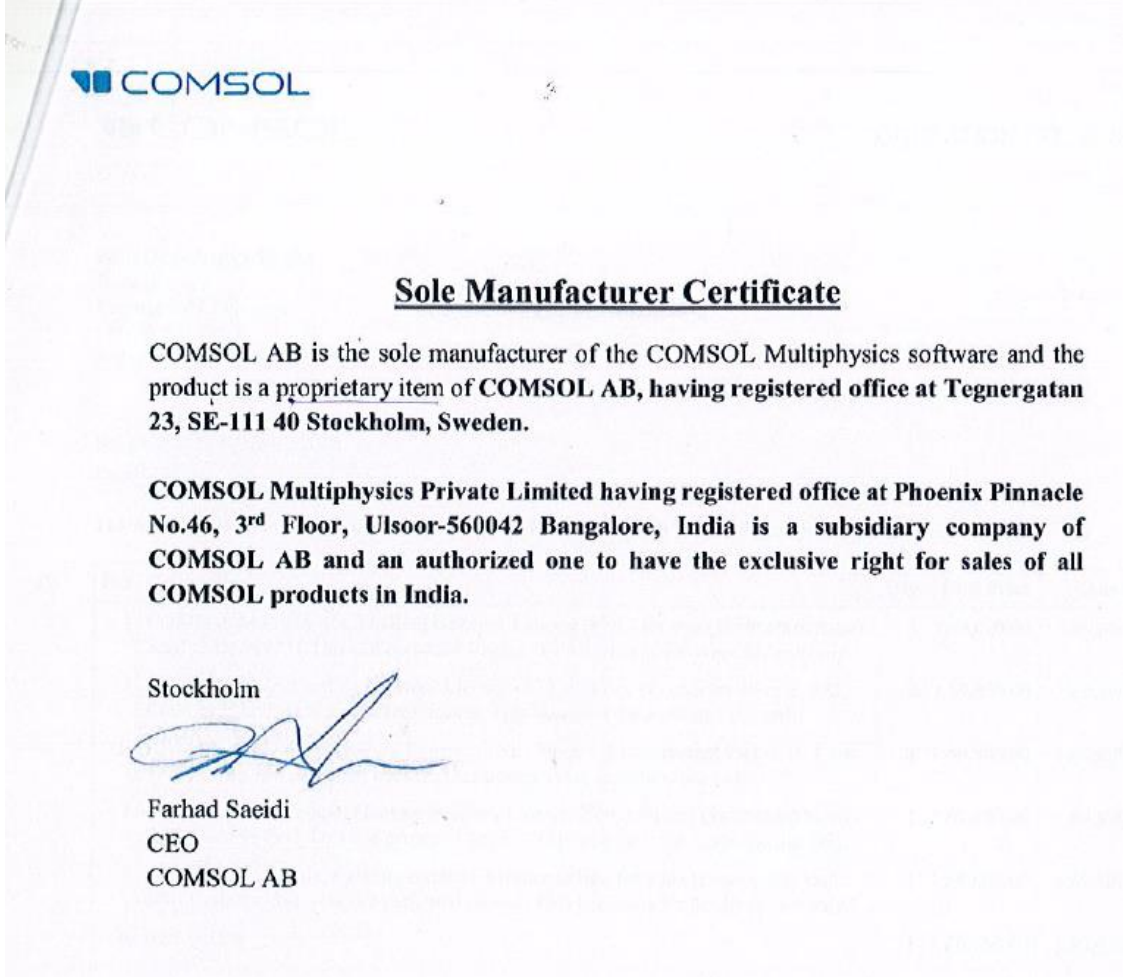 COMSOL
Sole Manufacturer Certificate
COMSOL AB is the sole manufacturer of the COMSOL Multiphysics software and the
product is a proprietary item of COMSOL AB, having registered office at Tegnergatan
23, SE-111 40 Stockholm, Sweden.
COMSOL Multiphysics Private Limited having registered office at Phoenix Pinnacle
No.46, 3rd Floor, Ulsoor-560042 Bangalore, India is a subsidiary company of
COMSOL AB and an authorized one to have the exclusive right for sales of all
COMSOL products in India.
Stockholm
Farhad Saeidi
CEO
COMSOL AB